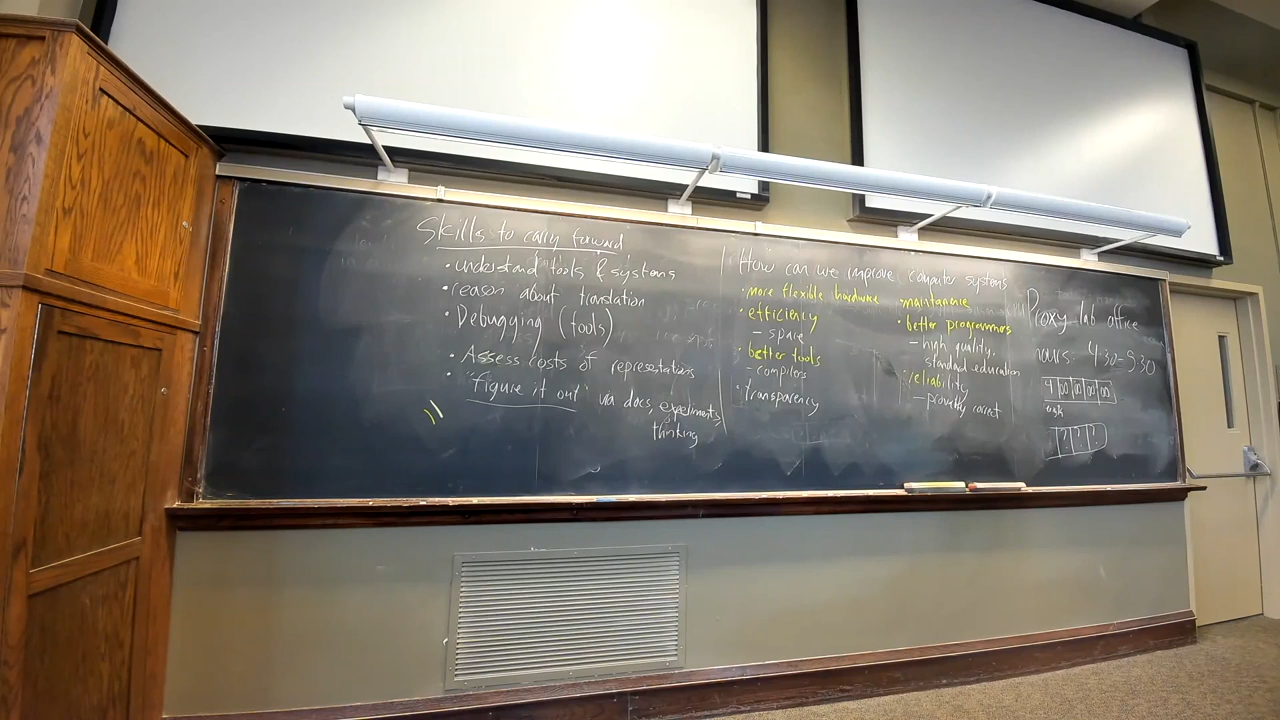 Skills to carry forward
• understand tools & systems
• reason about translation
• Debugging (tools)
• Assess costs of representations
• "figure it out" via docs, experiments,
thinking
How can we improve computer systems
• more flexible hardware
• efficiency
- space
• better tools
- compilers
• transparency
• maintanence
• better programmers
- high quality,
standard education
• reliability
- provably correct
Proxy lab office
hours: 4:30-5:30